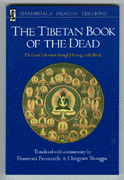 SHAMBHALA DRAGON EDITIONS
THE TIBETAN
BOOK OF
THE DEAD
The Great Liberation through Hearing in the Bardo
Translated with commentary by
Francesca Fremantle & Chögyam Trungpa